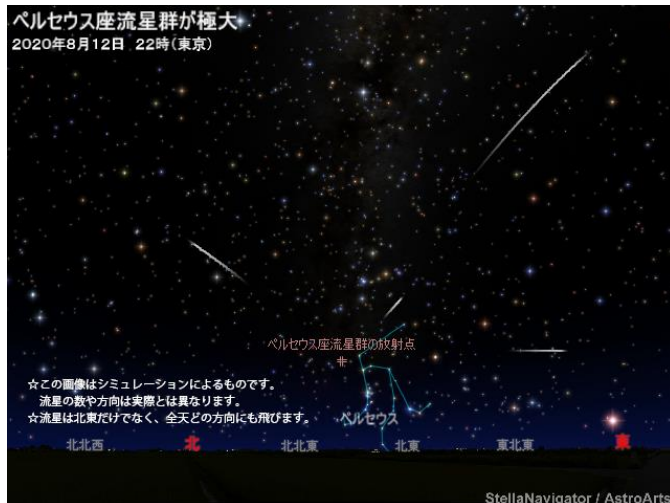 ペルセウス座流星群が極大
2020年8月12日 22時(東京)
ペルセウス座流星群の放射点
☆この画像はシミュレーションによるものです。
流星の数や方向は実際とは異なります。
☆流星は北東だけでなく、全天どの方向にも飛びます。
ペルセウス
北北西 北 北北東 北東 東北東 東
StellaNavigator / AstroArts